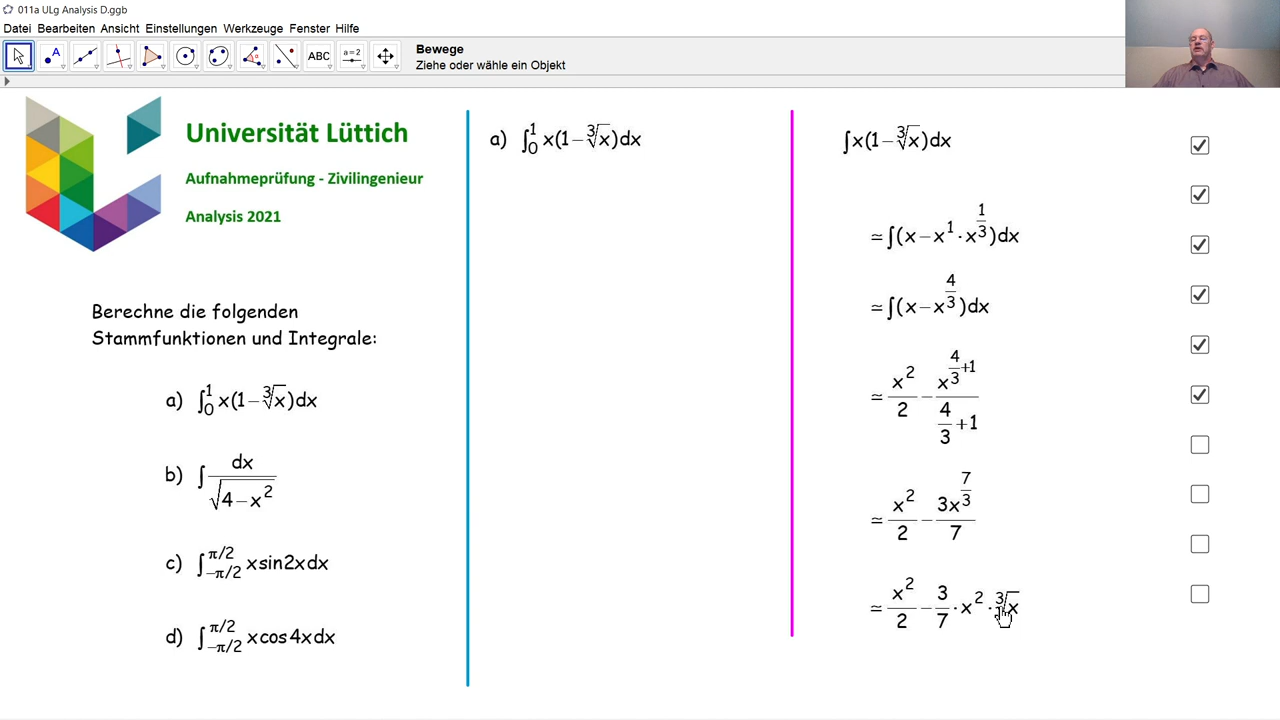 011a ULg Analysis D.ggb
Datei Bearbeiten Ansicht Einstellungen Werkzeuge Fenster Hilfe
A ABC a=2 Bewege
Ziehe oder wähle ein Objekt
Universität Lüttich
Aufnahmeprüfung - Zivilingenieur
Analysis 2021
Berechne die folgenden
Stammfunktionen und Integrale:
a) ∫₀¹ x(1−∛x)dx
b) ∫ dx/√(4−x²)
c) ∫_{−π/2}^{π/2} xsin2xdx
d) ∫_{−π/2}^{π/2} xcos4xdx
a) ∫₀¹ x(1−∛x)dx
∫x(1−∛x)dx
≃ ∫(x−x¹·x^{1/3})dx
≃ ∫(x−x^{4/3})dx
≃ x²/2 − x^{4/3+1}/(4/3+1)
≃ x²/2 − 3x^{7/3}/7
≃ x²/2 − 3/7·x²·∛x